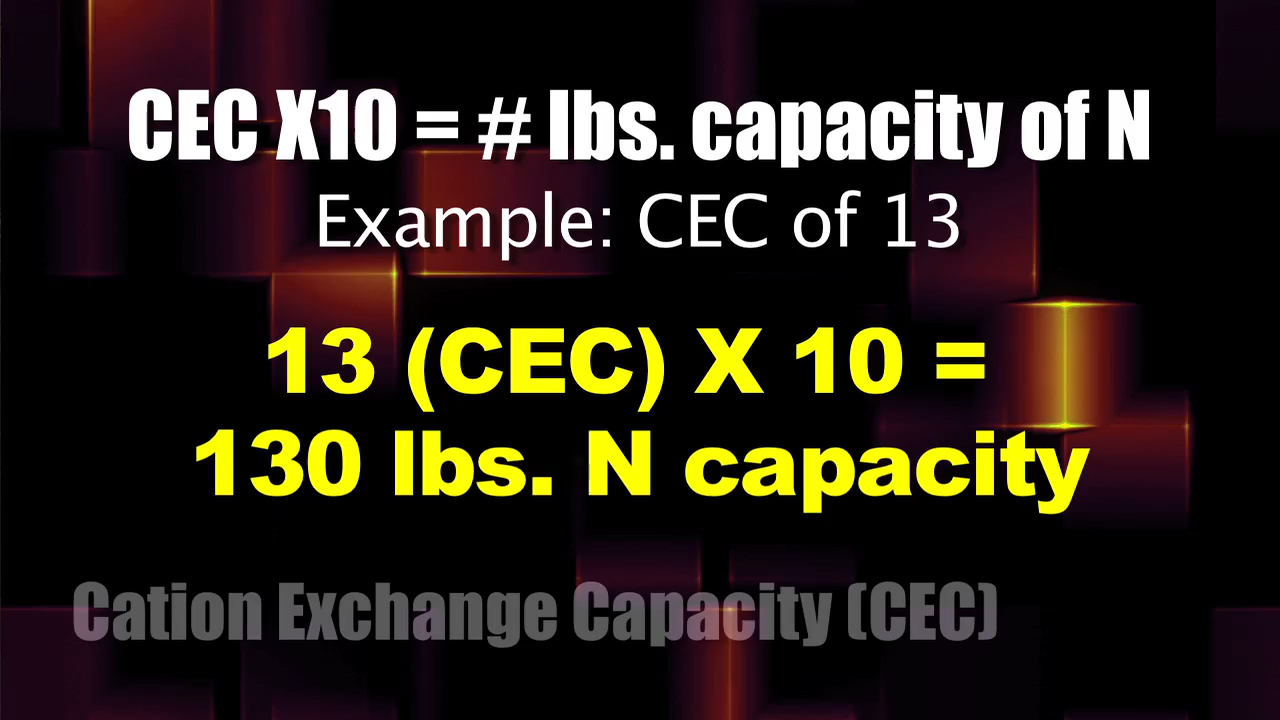 CEC X10 = # lbs. capacity of N
Example: CEC of 13
13 (CEC) X 10 =
130 lbs. N capacity
Cation Exchange Capacity (CEC)